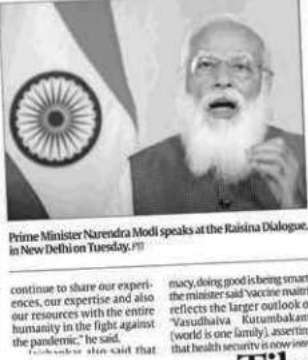 Prime Minister Narendra Modi speaks at the Raisina Dialogue,
in New Delhi on Tuesday. PTI
continue to share our experi-
ences, our expertise and also
our resources with the entire
humanity in the fight against
the pandemic," he said.
also said that
macy, doing good is being smart
the minister said 'vaccine maitri
reflects the larger outlook o
'Vasudhaiva Kutumbakam
(world is one family), assertin
that health security is now